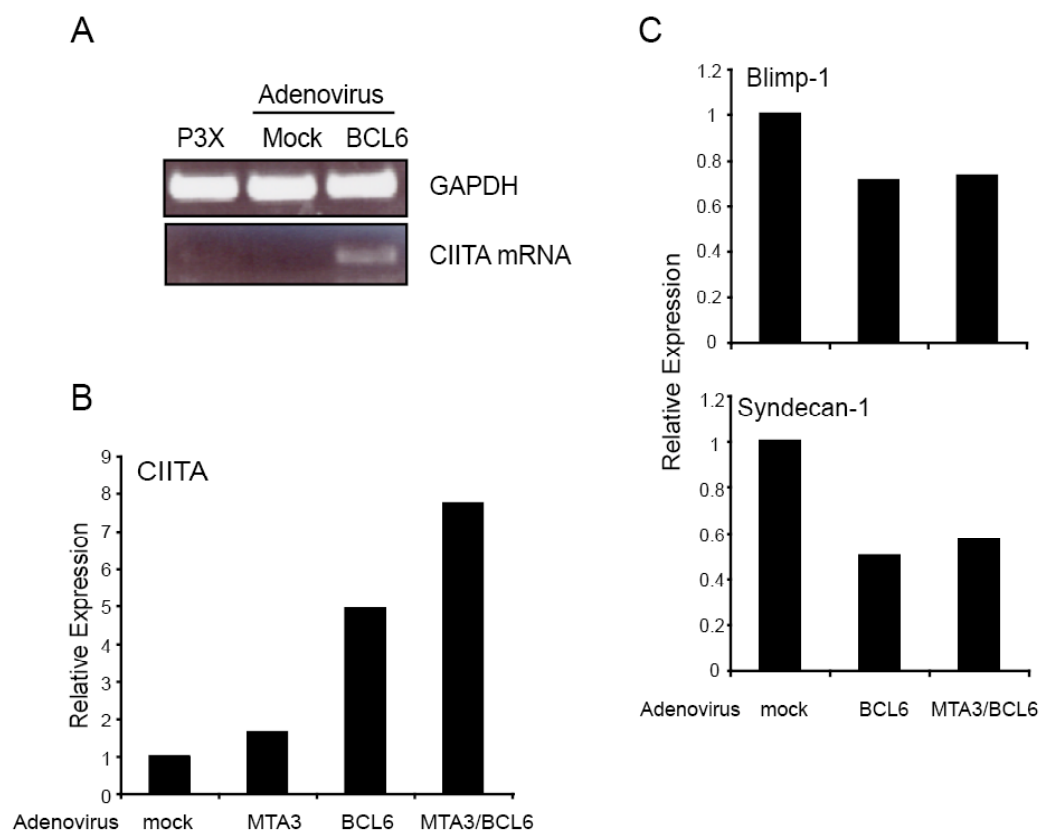 A
Adenovirus
P3X Mock BCL6
GAPDH
CIITA mRNA
B
CIITA
Relative Expression
9
8
7
6
5
4
3
2
1
0
Adenovirus mock MTA3 BCL6 MTA3/BCL6
C
Blimp-1
1.2
1
0.8
0.6
0.4
0.2
0
Relative Expression
Syndecan-1
1.2
1
0.8
0.6
0.4
0.2
0
Adenovirus mock BCL6 MTA3/BCL6